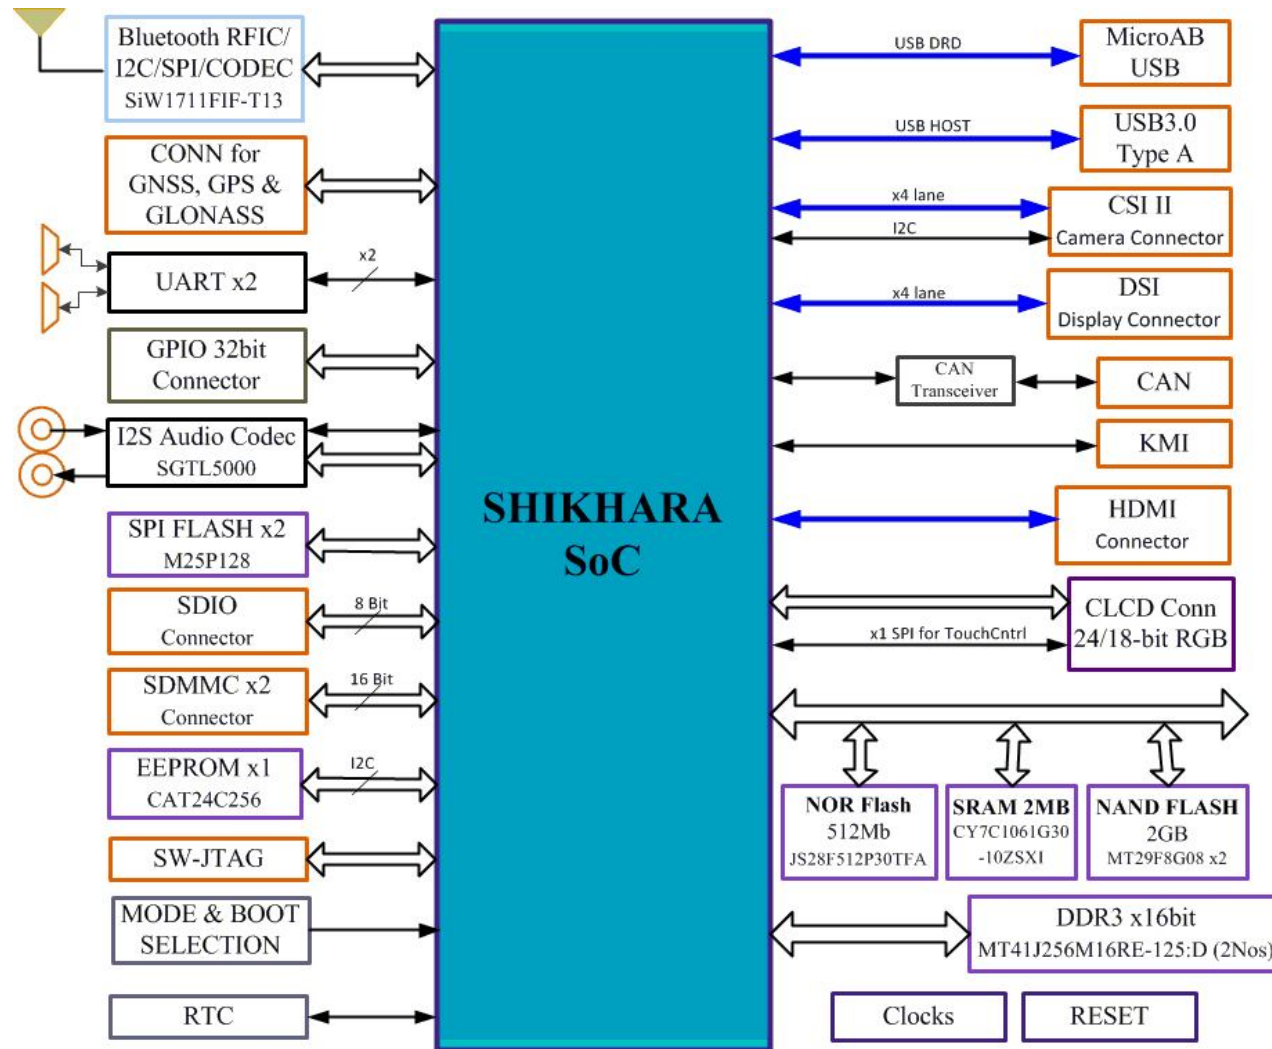 Bluetooth RFIC/
I2C/SPI/CODEC
SiW1711FIF-T13
CONN for
GNSS, GPS &
GLONASS
UART x2
x2
GPIO 32bit
Connector
I2S Audio Codec
SGTL5000
SPI FLASH x2
M25P128
SDIO
Connector
8 Bit
SDMMC x2
Connector
16 Bit
EEPROM x1
CAT24C256
I2C
SW-JTAG
MODE & BOOT
SELECTION
RTC
SHIKHARA
SoC
USB DRD
MicroAB
USB
USB HOST
USB3.0
Type A
x4 lane
I2C
CSI II
Camera Connector
x4 lane
DSI
Display Connector
CAN
Transceiver
CAN
KMI
HDMI
Connector
x1 SPI for TouchCntrl
CLCD Conn
24/18-bit RGB
NOR Flash
512Mb
JS28F512P30TFA
SRAM 2MB
CY7C1061G30
-10ZSXI
NAND FLASH
2GB
MT29F8G08 x2
DDR3 x16bit
MT41J256M16RE-125:D (2Nos)
Clocks
RESET